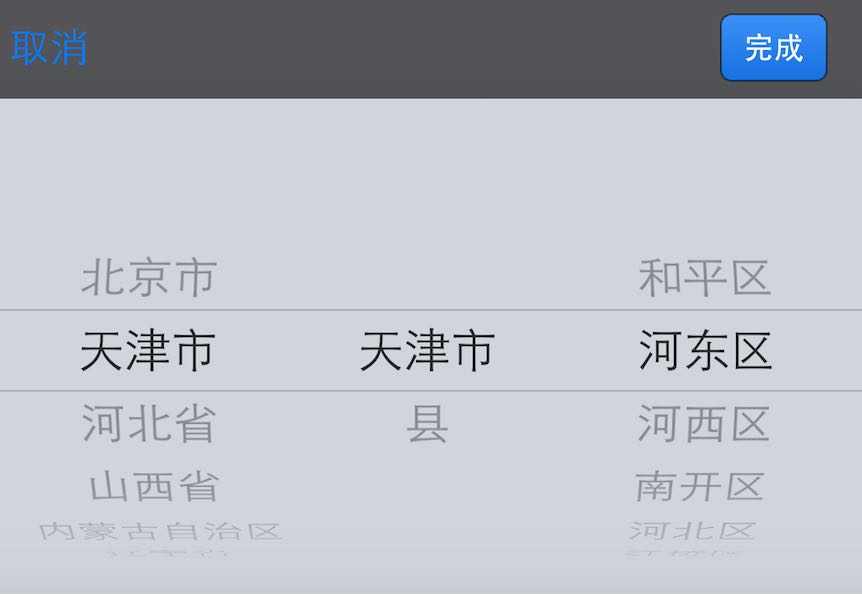 取消 完成
北京市 和平区
天津市 天津市 河东区
河北省 县 河西区
山西省 南开区
内蒙古自治区 河北区